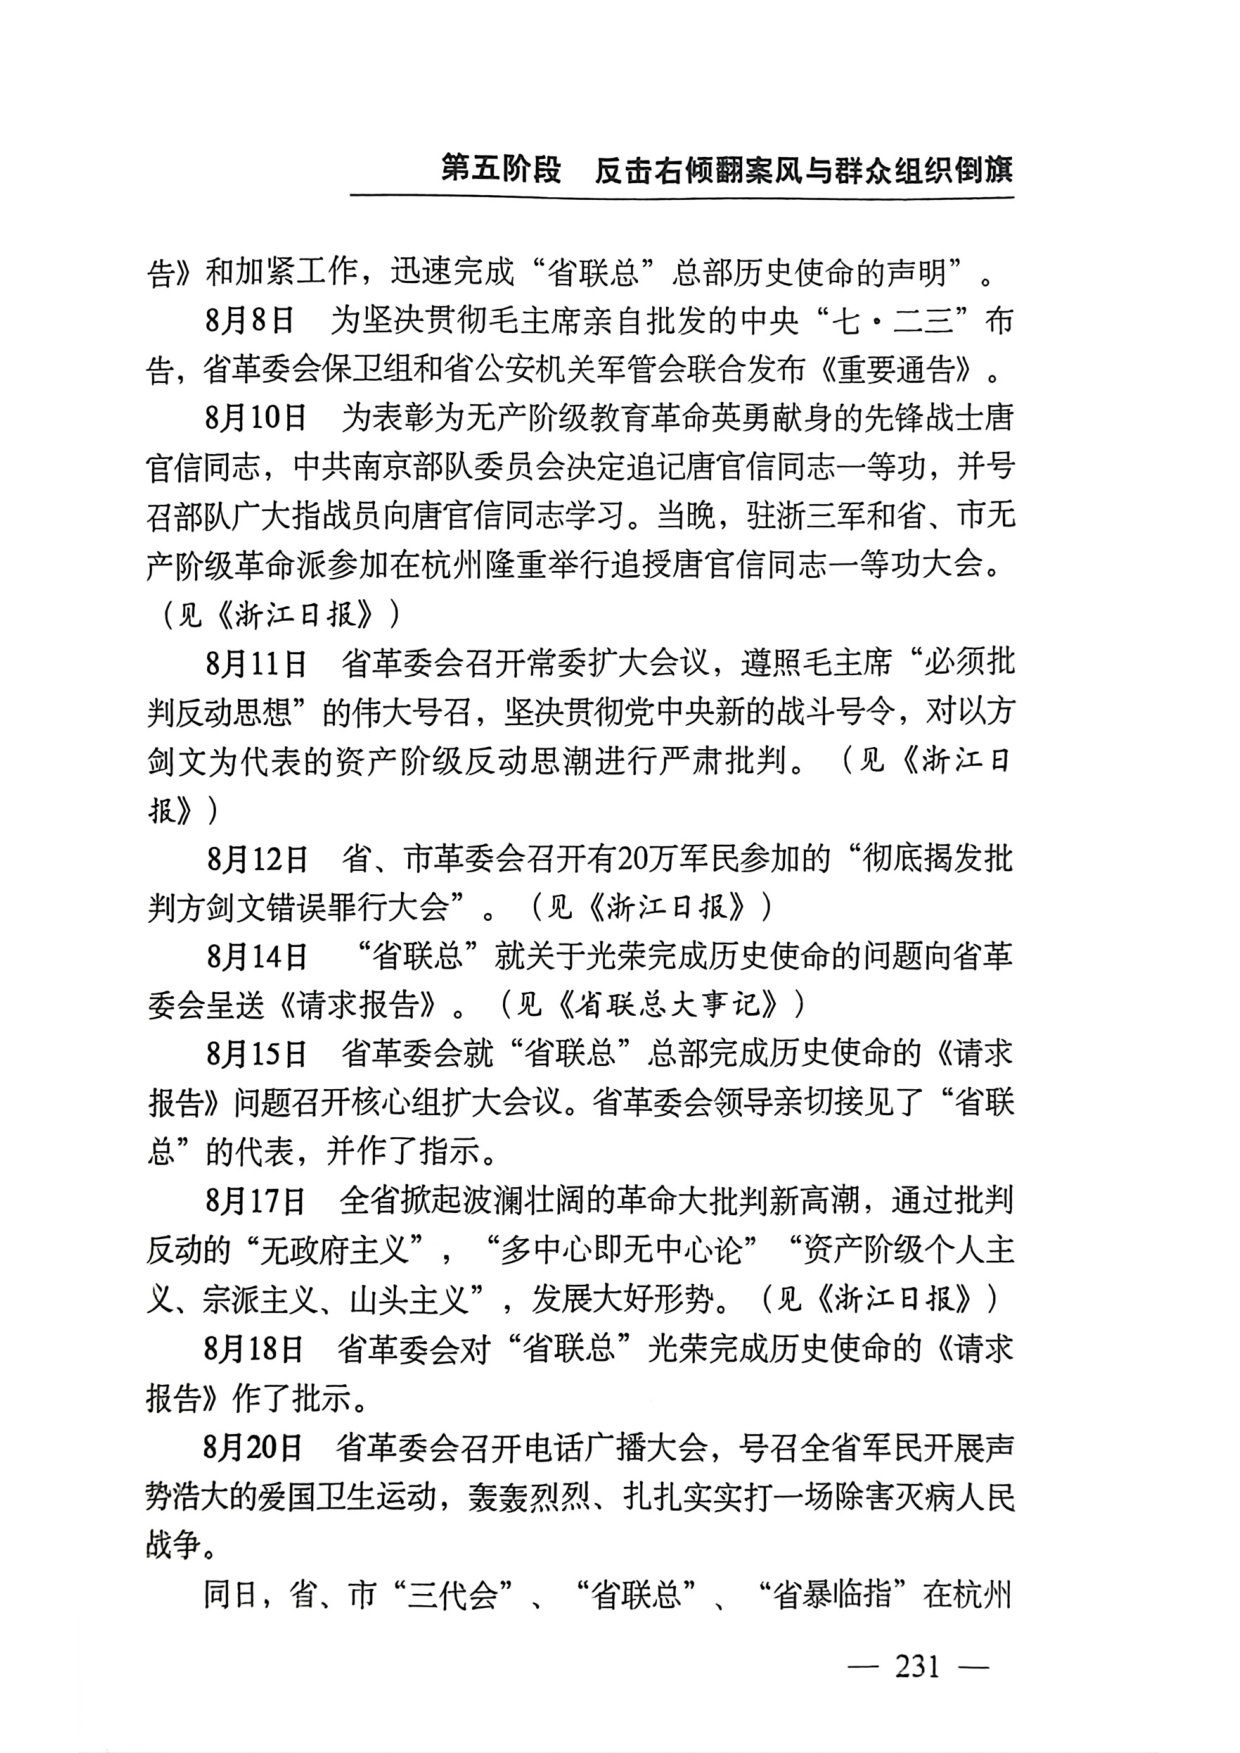 第五阶段　反击右倾翻案风与群众组织倒旗
告》和加紧工作，迅速完成“省联总”总部历史使命的声明”。
8月8日　为坚决贯彻毛主席亲自批发的中央“七·二三”布
告，省革委会保卫组和省公安机关军管会联合发布《重要通告》。
8月10日　为表彰为无产阶级教育革命英勇献身的先锋战士唐
官信同志，中共南京部队委员会决定追记唐官信同志一等功，并号
召部队广大指战员向唐官信同志学习。当晚，驻浙三军和省、市无
产阶级革命派参加在杭州隆重举行追授唐官信同志一等功大会。
（见《浙江日报》）
8月11日　省革委会召开常委扩大会议，遵照毛主席“必须批
判反动思想”的伟大号召，坚决贯彻党中央新的战斗号令，对以方
剑文为代表的资产阶级反动思潮进行严肃批判。（见《浙江日
报》）
8月12日　省、市革委会召开有20万军民参加的“彻底揭发批
判方剑文错误罪行大会”。（见《浙江日报》）
8月14日　“省联总”就关于光荣完成历史使命的问题向省革
委会呈送《请求报告》。（见《省联总大事记》）
8月15日　省革委会就“省联总”总部完成历史使命的《请求
报告》问题召开核心组扩大会议。省革委会领导亲切接见了“省联
总”的代表，并作了指示。
8月17日　全省掀起波澜壮阔的革命大批判新高潮，通过批判
反动的“无政府主义”，“多中心即无中心论”“资产阶级个人主
义、宗派主义、山头主义”，发展大好形势。（见《浙江日报》）
8月18日　省革委会对“省联总”光荣完成历史使命的《请求
报告》作了批示。
8月20日　省革委会召开电话广播大会，号召全省军民开展声
势浩大的爱国卫生运动，轰轰烈烈、扎扎实实打一场除害灭病人民
战争。
同日，省、市“三代会”、“省联总”、“省暴临指”在杭州
— 231 —